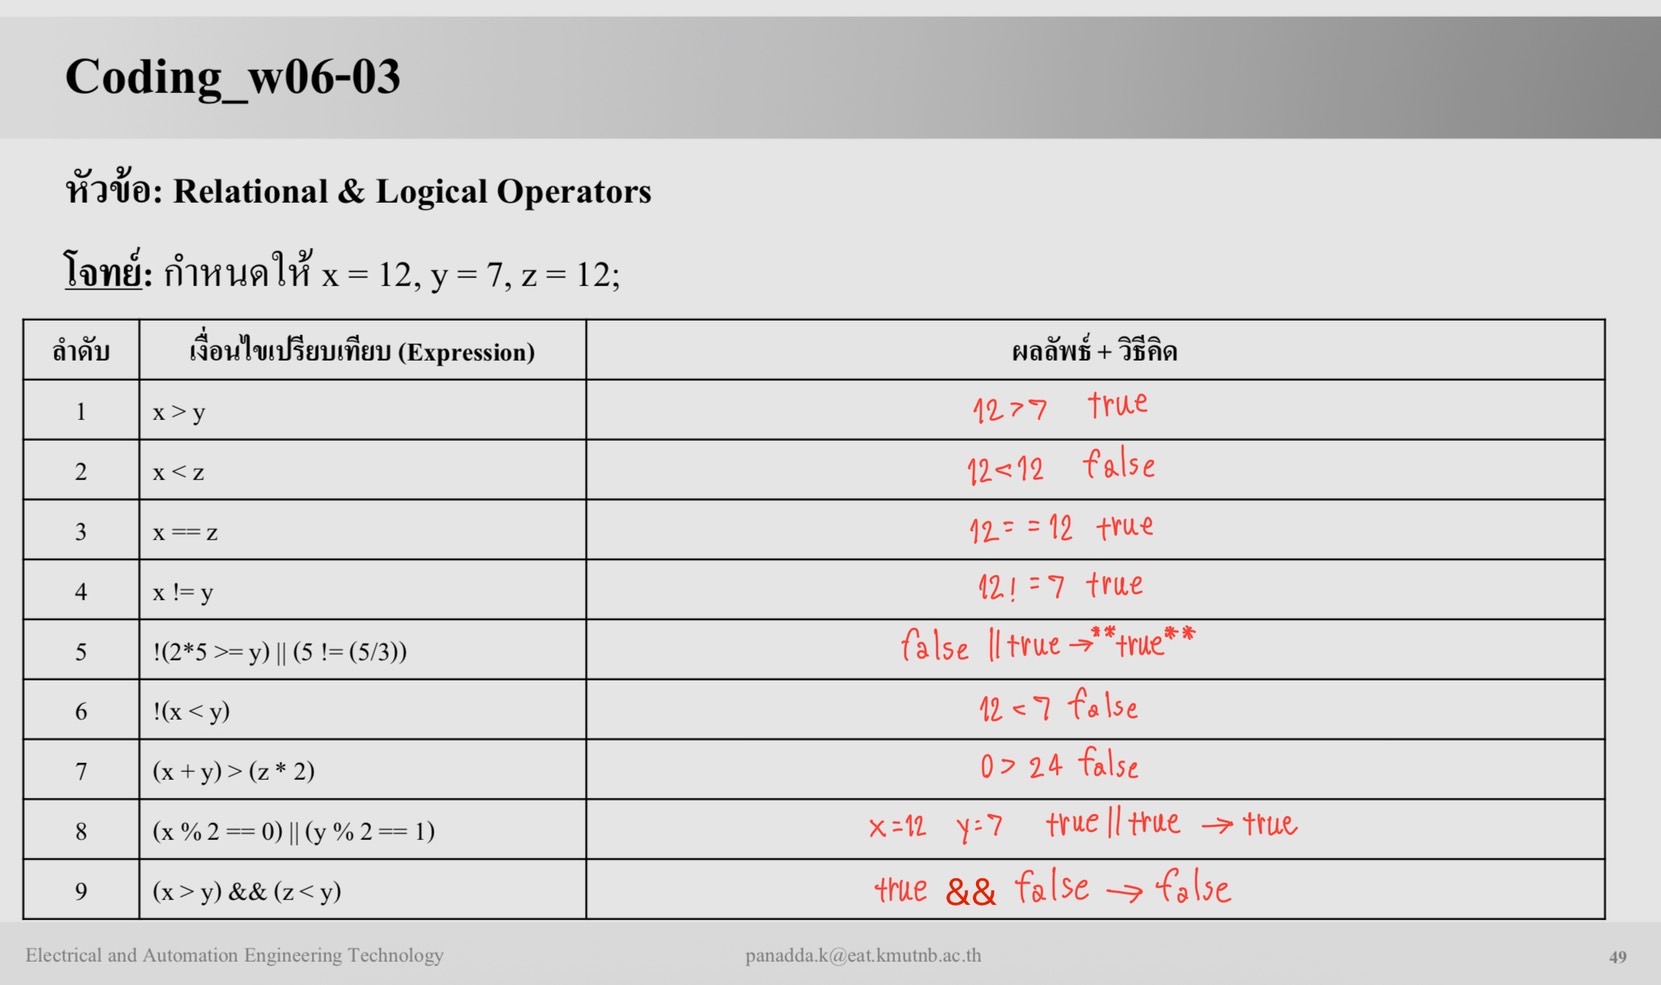 Coding_w06-03
หัวข้อ: Relational & Logical Operators
โจทย์: กำหนดให้ x = 12, y = 7, z = 12;
ลำดับ เงื่อนไขเปรียบเทียบ (Expression) ผลลัพธ์ + วิธีคิด
1 x > y 12 > 7 true
2 x < z 12 < 12 false
3 x == z 12 = = 12 true
4 x != y 12 ! = 7 true
5 !(2*5 >= y) || (5 != (5/3)) false || true → **true**
6 !(x < y) 12 < 7 false
7 (x + y) > (z * 2) 0 > 24 false
8 (x % 2 == 0) || (y % 2 == 1) x = 12 y = 7 true || true → true
9 (x > y) && (z < y) true && false → false
Electrical and Automation Engineering Technology panadda.k@eat.kmutnb.ac.th 49